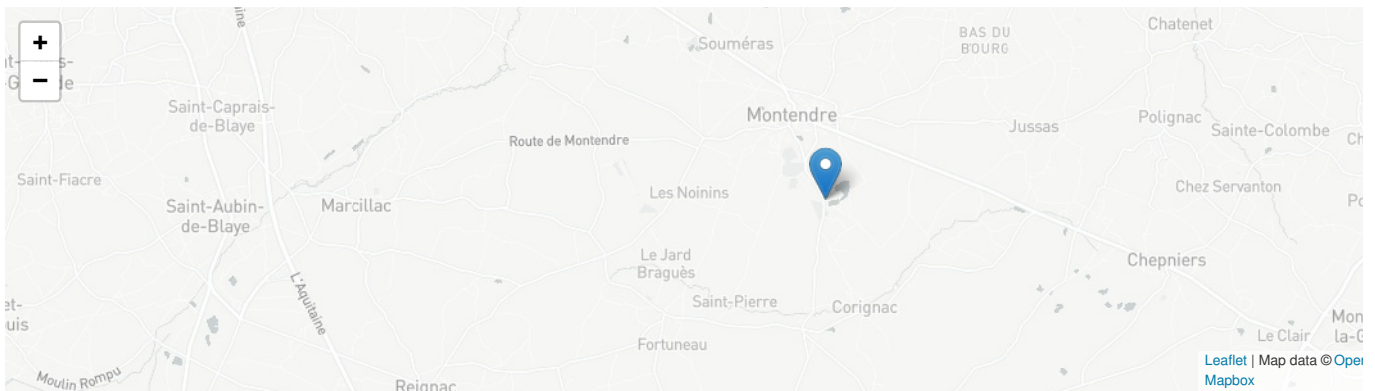 +
−
Souméras
BAS DU
BOURG
Chatenet
Saint-Caprais-
de-Blaye
Montendre
Route de Montendre
Jussas
Polignac
Sainte-Colombe
Saint-Fiacre
Les Noinins
Chez Servanton
Saint-Aubin-
de-Blaye
Marcillac
Le Jard
Braguès
Chepniers
L'Aquitaine
Saint-Pierre
Corignac
Fortuneau
Le Clair
Moulin Rompu
Reignac
Leaflet | Map data © Open
Mapbox